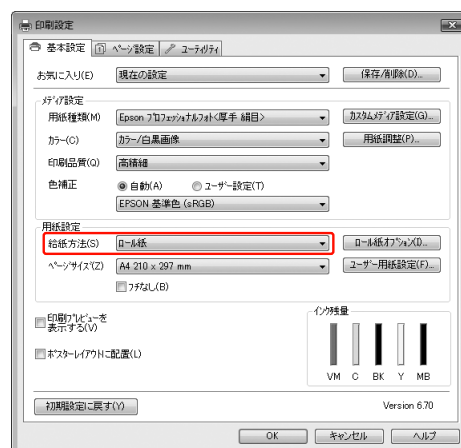 印刷設定
基本設定 ページ設定 ユーティリティ
お気に入り(E) 現在の設定 保存/削除(D)...
メディア設定
用紙種類(M) Epson プロフェッショナルフォト<厚手 絹目> カスタムメディア設定(G)...
カラー(C) カラー/白黒画像 用紙調整(P)...
印刷品質(Q) 高精細
色補正 自動(A) ユーザー設定(T)
EPSON 基準色 (sRGB)
用紙設定
給紙方法(S) ロール紙 ロール紙オプション(O)...
ページサイズ(Z) A4 210 x 297 mm ユーザー用紙設定(F)...
フチなし(B)
印刷プレビューを
表示する(V)
ポスターレイアウトに配置(L)
インク残量
VM C BK Y MB
初期設定に戻す(Y) Version 6.70
OK キャンセル ヘルプ